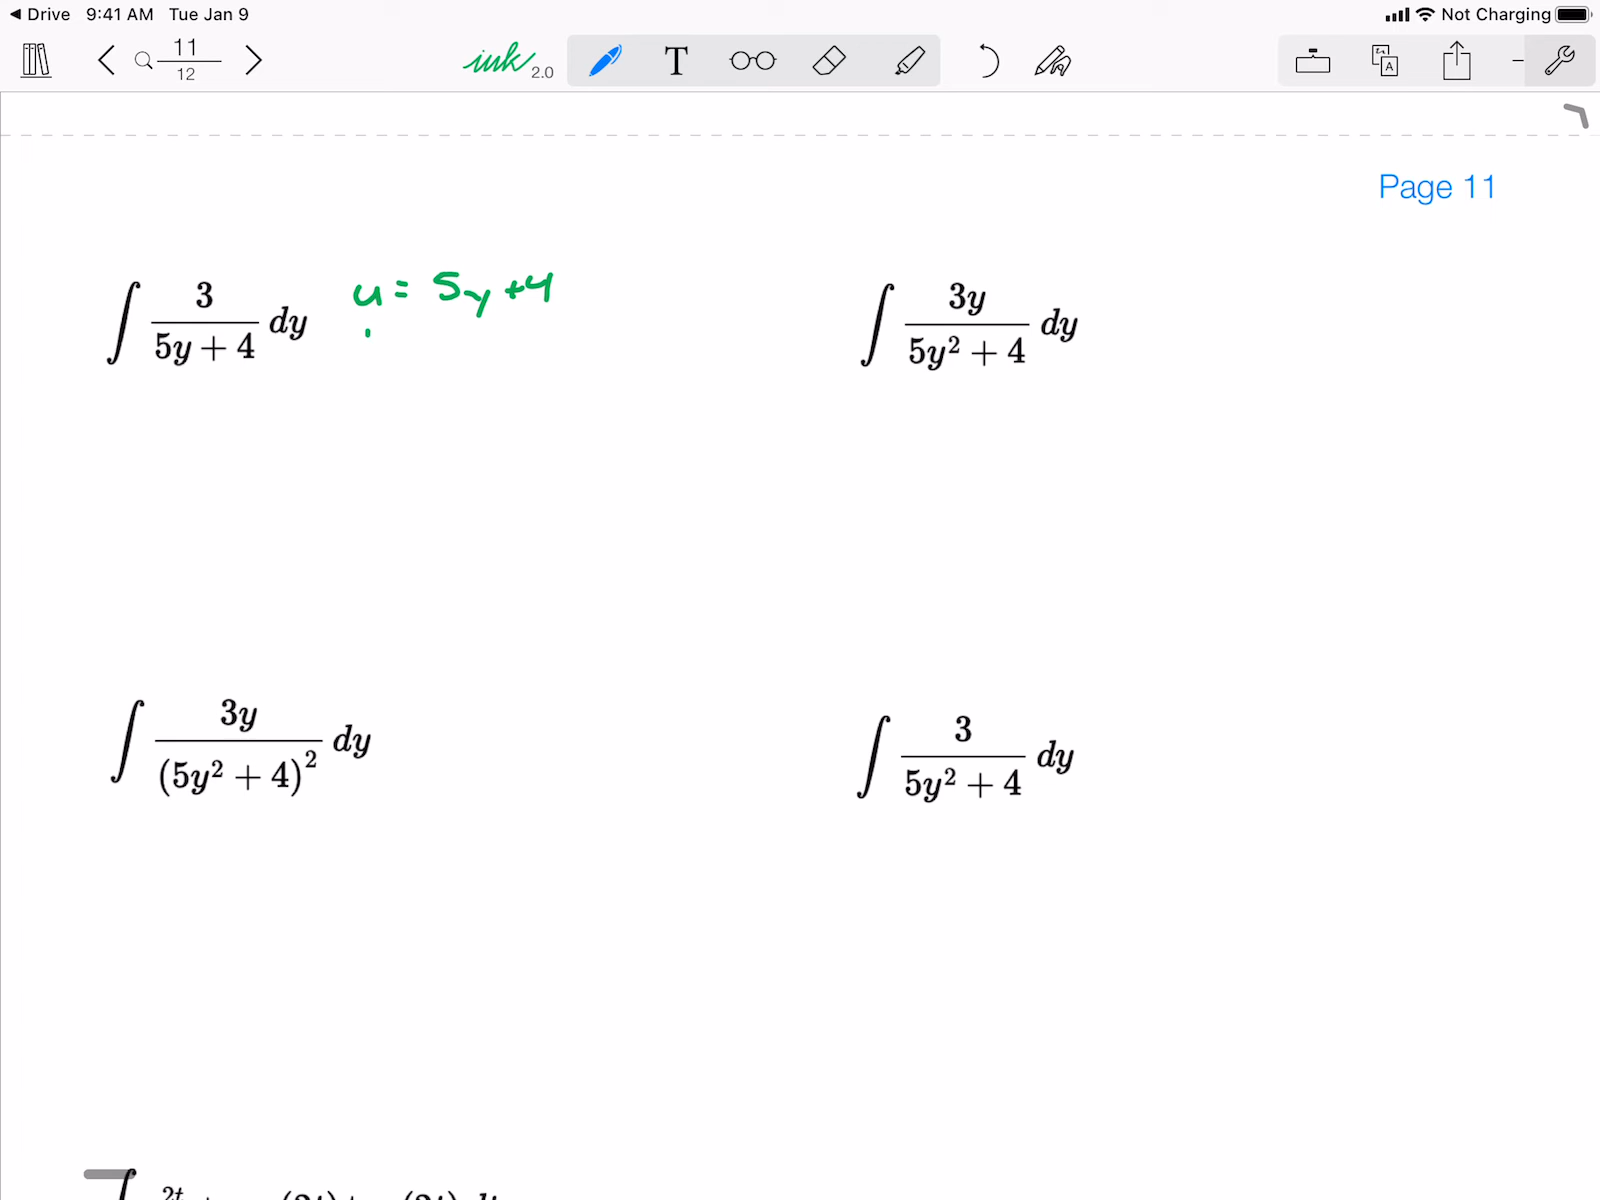 ◀ Drive 9:41 AM Tue Jan 9 Not Charging
11
12
ink 2.0 T A
Page 11
∫ 3/(5y + 4) dy u = 5y + 4 ∫ 3y/(5y² + 4) dy
∫ 3y/(5y² + 4)² dy ∫ 3/(5y² + 4) dy